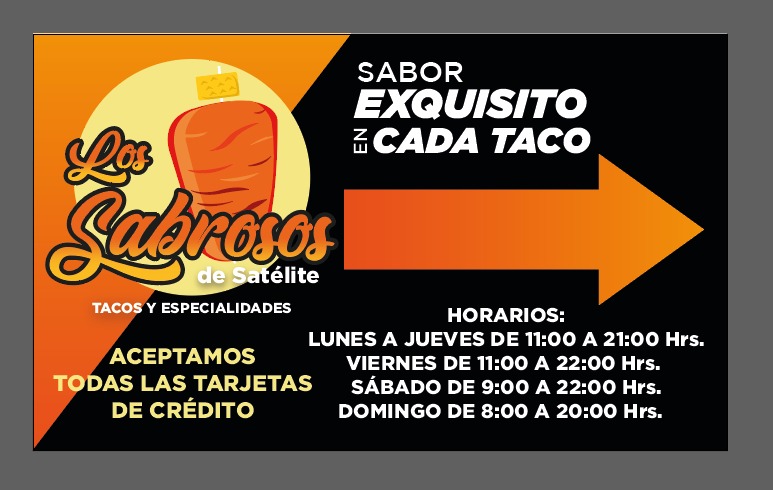 Los
Sabrosos
de Satélite
TACOS Y ESPECIALIDADES
ACEPTAMOS
TODAS LAS TARJETAS
DE CRÉDITO
SABOR
EXQUISITO
EN CADA TACO
HORARIOS:
LUNES A JUEVES DE 11:00 A 21:00 Hrs.
VIERNES DE 11:00 A 22:00 Hrs.
SÁBADO DE 9:00 A 22:00 Hrs.
DOMINGO DE 8:00 A 20:00 Hrs.